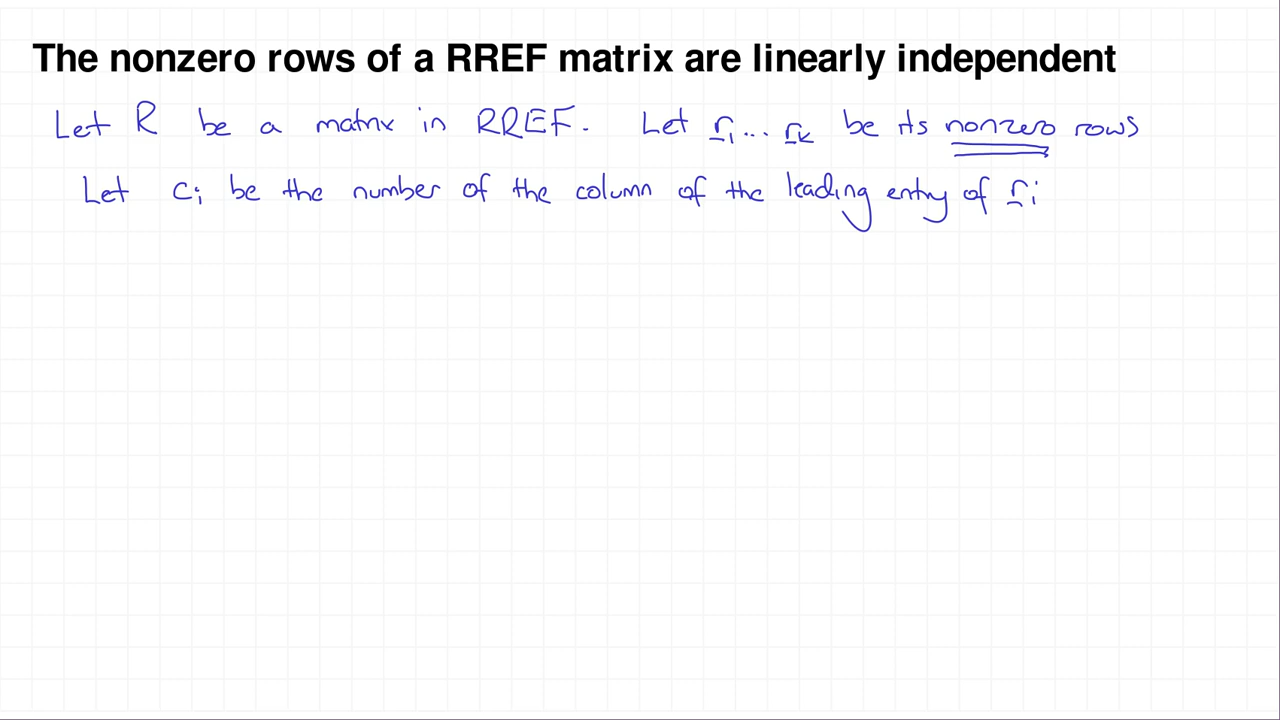 The nonzero rows of a RREF matrix are linearly independent
Let R be a matrix in RREF. Let r₁... rₖ be its nonzero rows
Let cᵢ be the number of the column of the leading entry of rᵢ